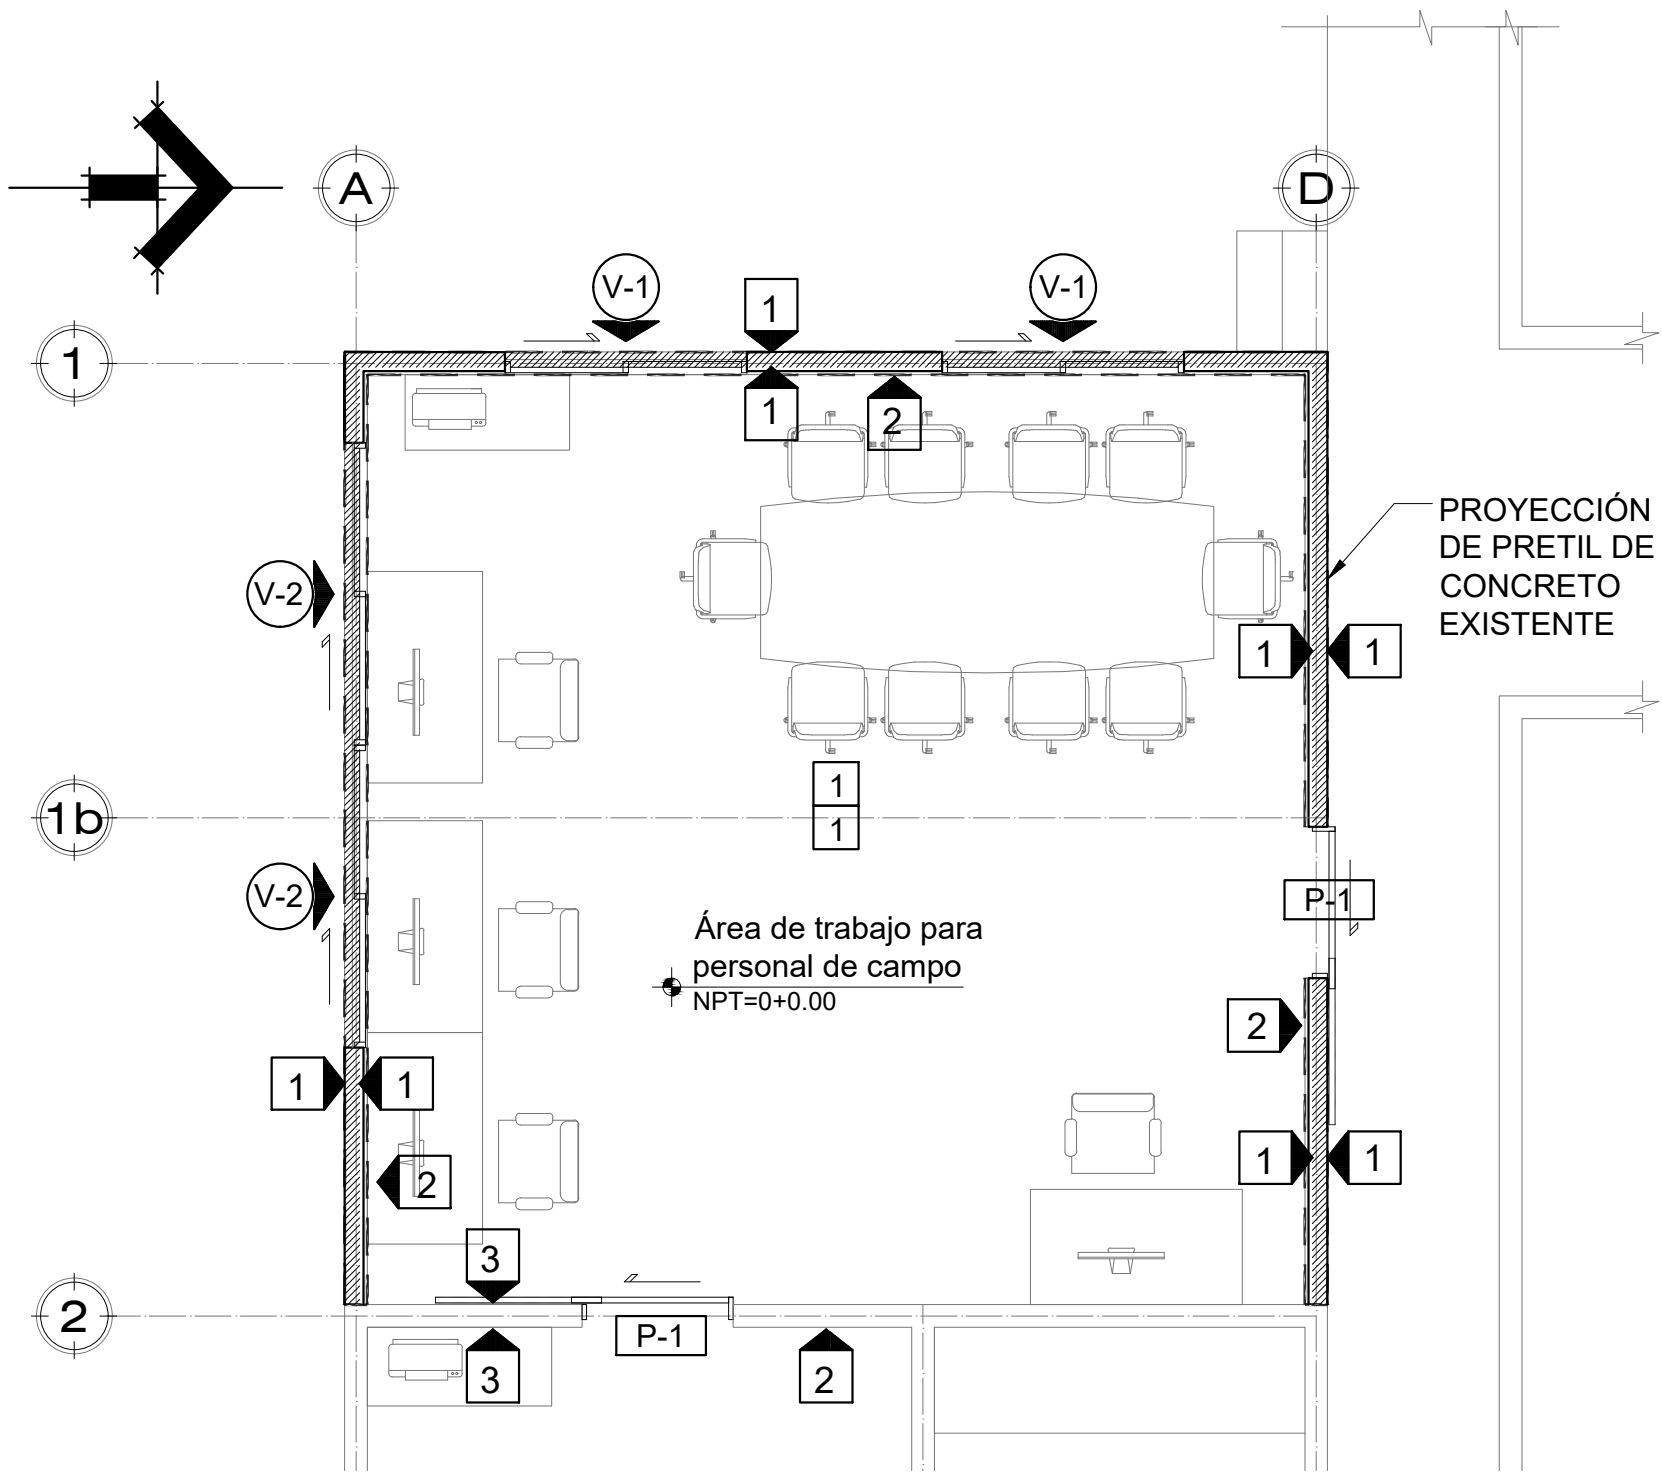 A
D
V-1
V-1
1
1
1
2
PROYECCIÓN
DE PRETIL DE
CONCRETO
EXISTENTE
V-2
1
1
1
1b
1
P-1
V-2
Área de trabajo para
personal de campo
NPT=0+0.00
2
1
1
2
1
1
3
2
P-1
3
2